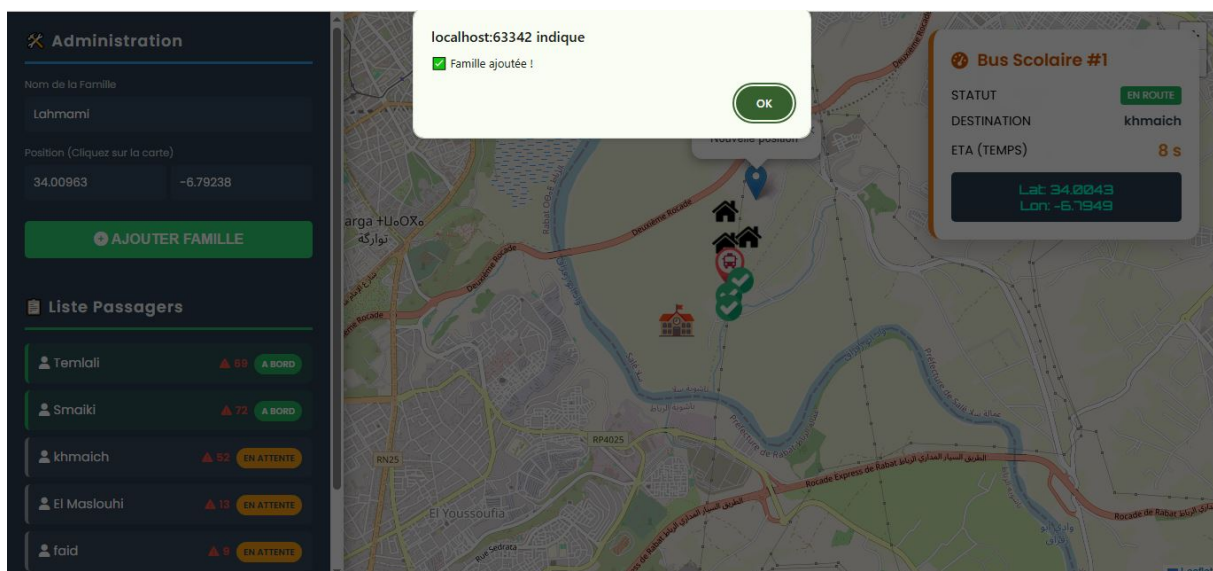 Administration
Nom de la Famille
Lahmami
Position (Cliquez sur la carte)
34.00963
-6.79238
AJOUTER FAMILLE
Liste Passagers
Temlali
69
A BORD
Smaiki
72
A BORD
khmaich
52
EN ATTENTE
El Maslouhi
13
EN ATTENTE
faid
9
EN ATTENTE
localhost:63342 indique
Famille ajoutée !
OK
Nouvelle position
Bus Scolaire #1
STATUT
EN ROUTE
DESTINATION
khmaich
ETA (TEMPS)
8 s
Lat: 34.0043
Lon: -6.7949
Deuxième Rocade
Deuxième Rocade
توارگة
RP4025
RN25
El Youssoufia
Rue Sedrata
Rocade Express de Rabat
Rocade de Rabat